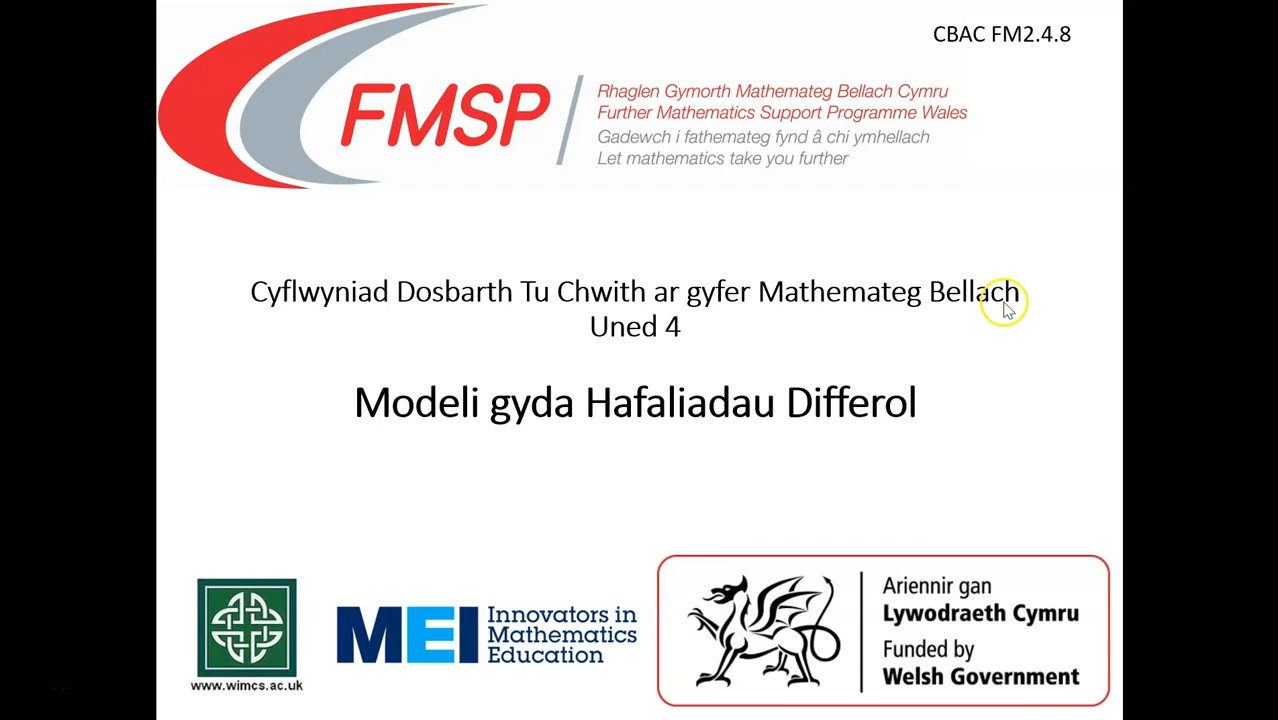 CBAC FM2.4.8
FMSP
Rhaglen Gymorth Mathemateg Bellach Cymru
Further Mathematics Support Programme Wales
Gadewch i fathemateg fynd â chi ymhellach
Let mathematics take you further
Cyflwyniad Dosbarth Tu Chwith ar gyfer Mathemateg Bellach
Uned 4
Modeli gyda Hafaliadau Differol
www.wimcs.ac.uk
MEI
Innovators in
Mathematics
Education
Ariennir gan
Lywodraeth Cymru
Funded by
Welsh Government